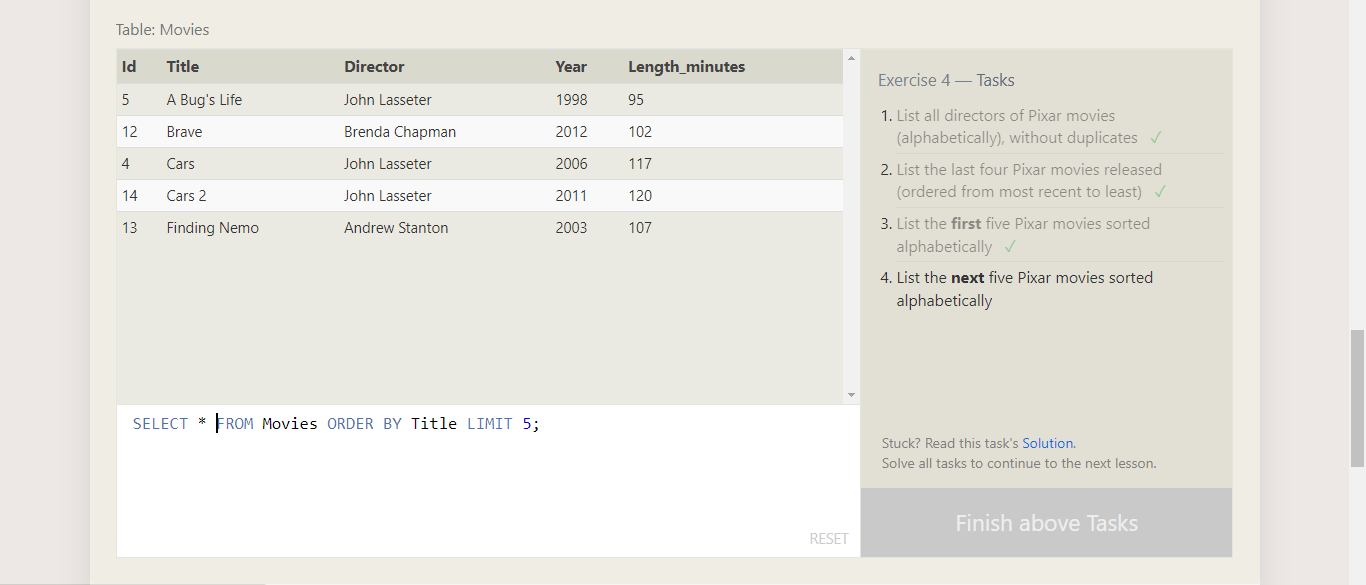 Table: Movies
Id Title Director Year Length_minutes
5 A Bug's Life John Lasseter 1998 95
12 Brave Brenda Chapman 2012 102
4 Cars John Lasseter 2006 117
14 Cars 2 John Lasseter 2011 120
13 Finding Nemo Andrew Stanton 2003 107
SELECT * FROM Movies ORDER BY Title LIMIT 5;
RESET
Exercise 4 — Tasks
1. List all directors of Pixar movies
(alphabetically), without duplicates ✓
2. List the last four Pixar movies released
(ordered from most recent to least) ✓
3. List the first five Pixar movies sorted
alphabetically ✓
4. List the next five Pixar movies sorted
alphabetically
Stuck? Read this task's Solution.
Solve all tasks to continue to the next lesson.
Finish above Tasks